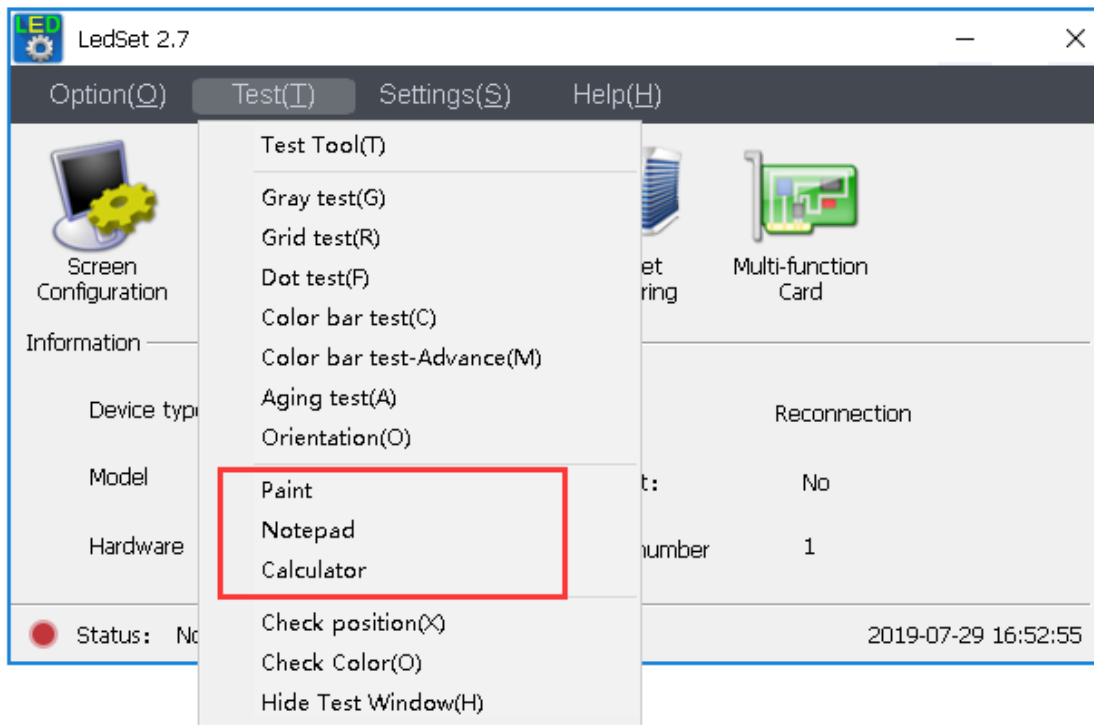 LED
LedSet 2.7
Option(O) Test(T) Settings(S) Help(H)
Test Tool(T)
Gray test(G)
Grid test(R)
Dot test(F)
Color bar test(C)
Color bar test-Advance(M)
Aging test(A)
Orientation(O)
Paint
Notepad
Calculator
Check position(X)
Check Color(O)
Hide Test Window(H)
Screen
Configuration
Multi-function
Card
Information
Device
Reconnection
Model
No
Hardware
number 1
Status:
2019-07-29 16:52:55